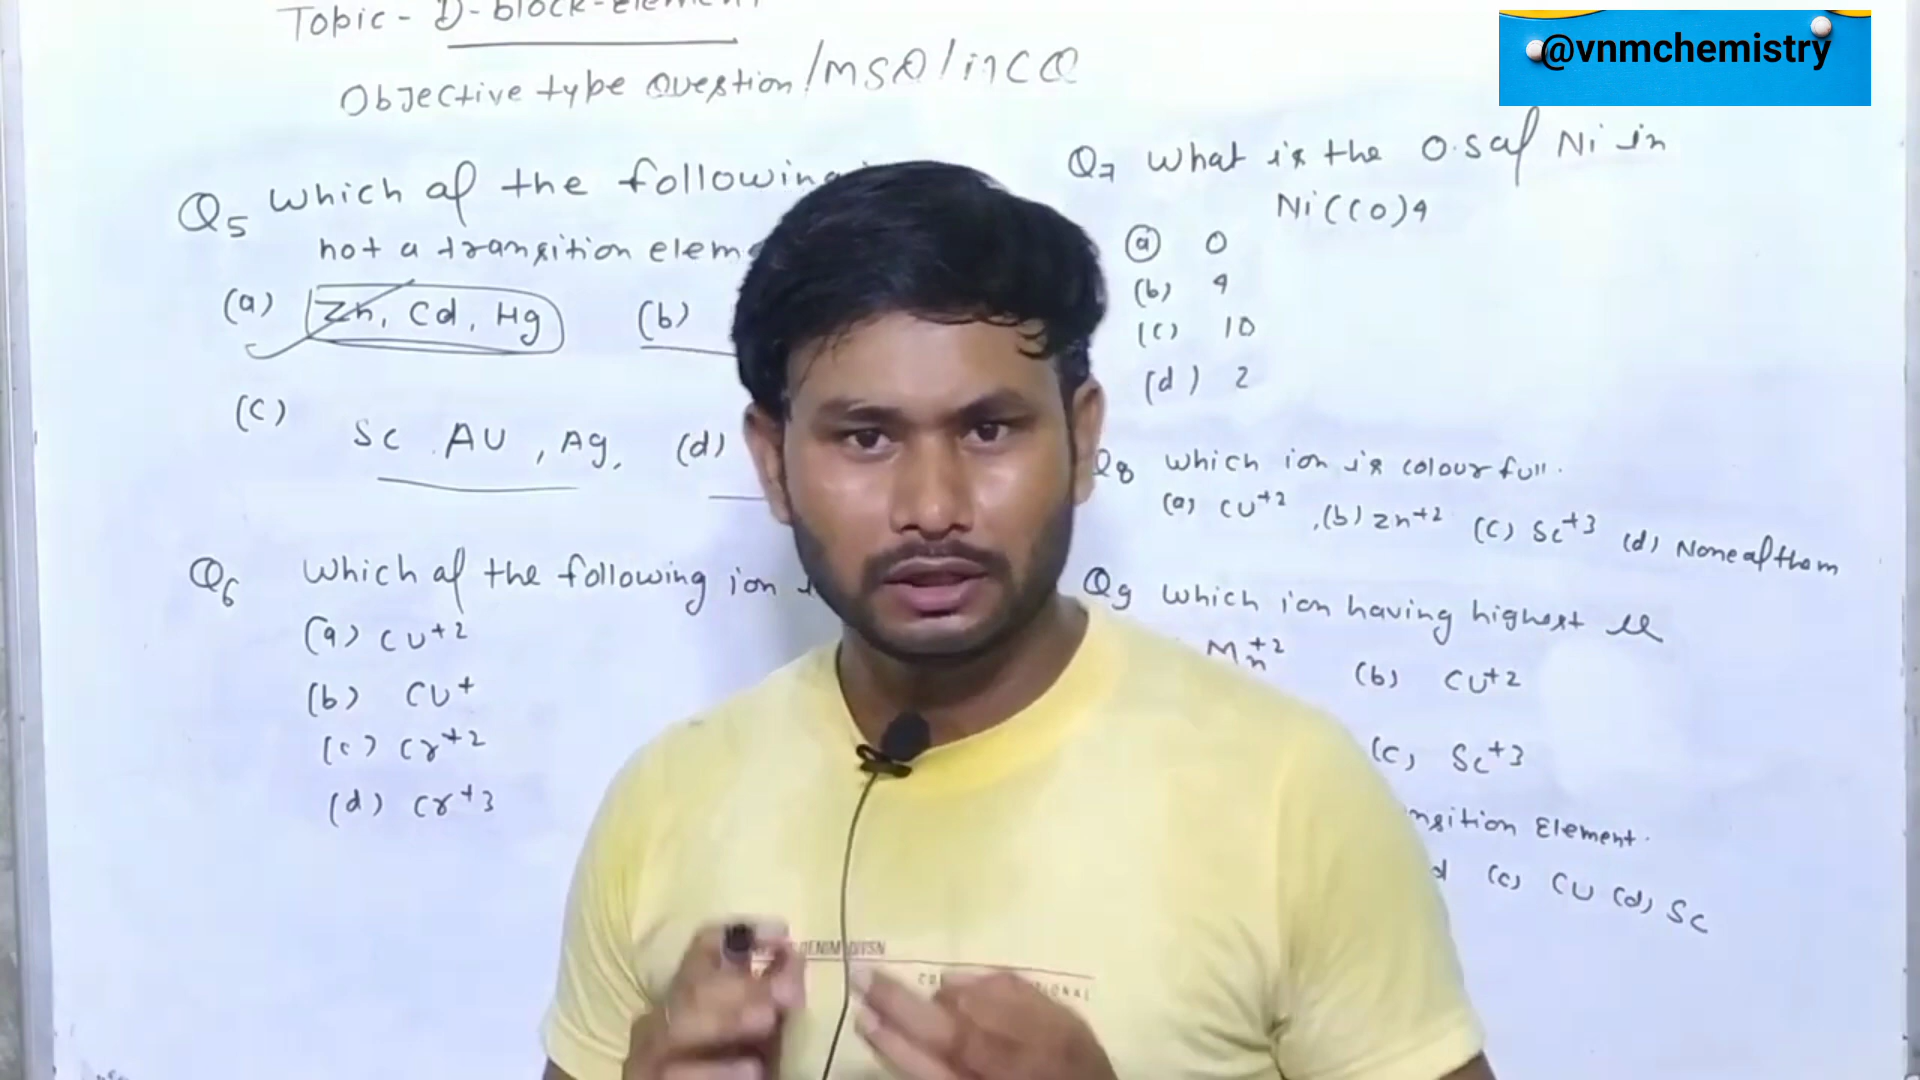 Topic - D-block-element
Objective type Question/MSQ/MCQ
@vnmchemistry
Q5 Which of the following
not a transition elem
(a) Zn, Cd, Hg (b)
(C) Sc Au, Ag, (d)
Q6 Which of the following ion
(a) Cu+2
(b) Cu+
(c) Cr+2
(d) Cr+3
Q7 What is the O.S of Ni in
Ni(CO)4
(a) 0
(b) 4
(c) 10
(d) 2
Q8 which ion is colour full.
(a) Cu+2, (b) Zn+2 (c) Sc+3 (d) None of them
Q9 which ion having highest μ
Mn+2 (b) Cu+2
(c) Sc+3
nsition Element.
d (c) Cu (d) Sc
DENIM DIVSN